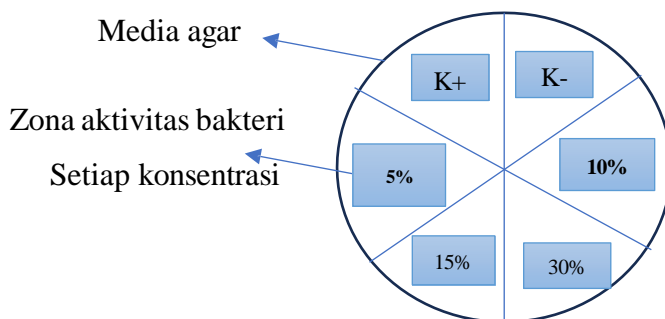 Media agar
K+
K-
Zona aktivitas bakteri
Setiap konsentrasi
5%
10%
15%
30%